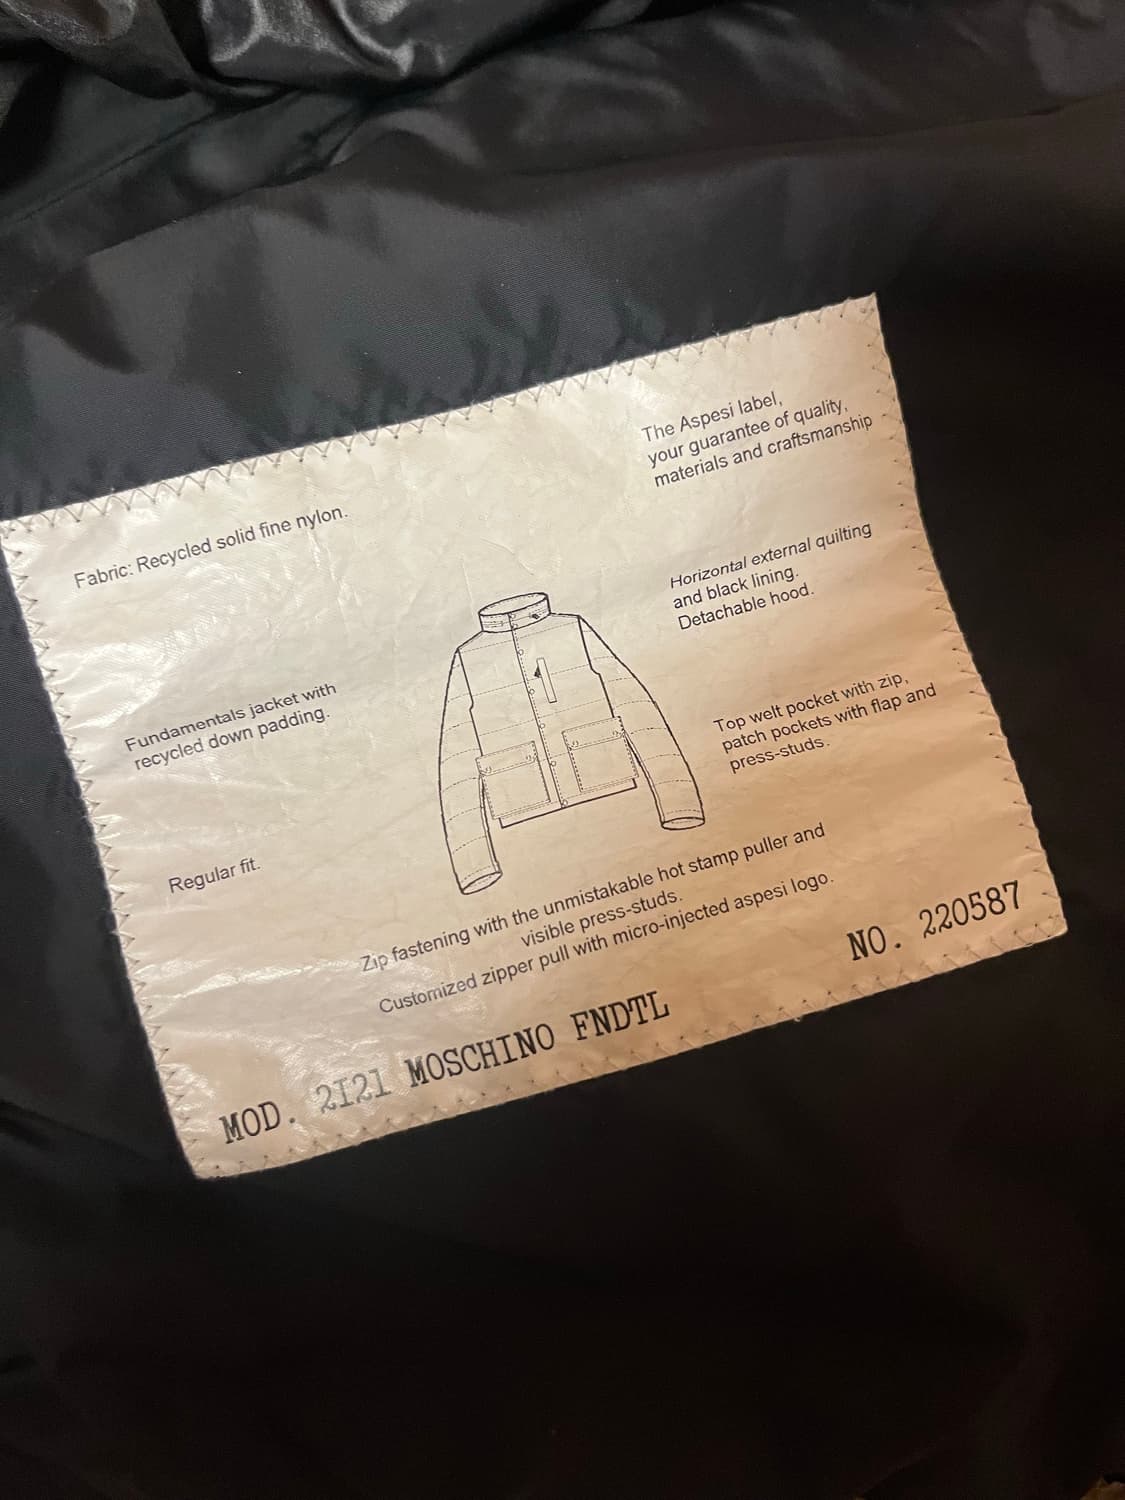 The Aspesi label,
your guarantee of quality,
materials and craftsmanship
Fabric: Recycled solid fine nylon.
Horizontal external quilting
and black lining.
Detachable hood.
Fundamentals jacket with
recycled down padding.
Top welt pocket with zip,
patch pockets with flap and
press-studs.
Regular fit.
Zip fastening with the unmistakable hot stamp puller and
visible press-studs.
Customized zipper pull with micro-injected aspesi logo.
NO. 220587
MOD. 2I21 MOSCHINO FNDTL